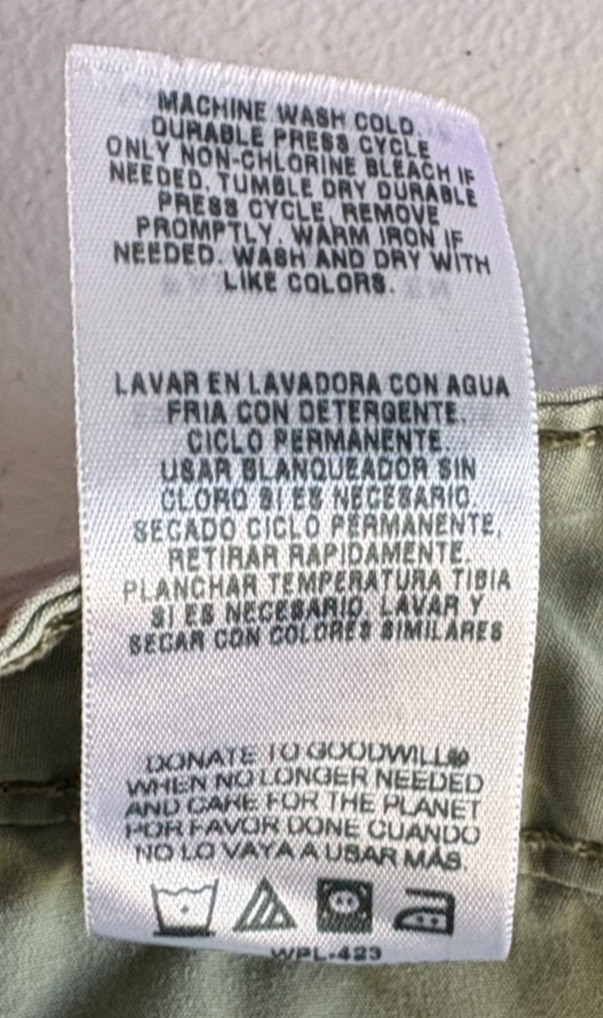 MACHINE WASH COLD.
DURABLE PRESS CYCLE
ONLY NON-CHLORINE BLEACH IF
NEEDED. TUMBLE DRY DURABLE
PRESS CYCLE, REMOVE
PROMPTLY. WARM IRON IF
NEEDED. WASH AND DRY WITH
LIKE COLORS.
LAVAR EN LAVADORA CON AGUA
FRIA CON DETERGENTE.
CICLO PERMANENTE.
USAR BLANQUEADOR SIN
CLORO SI ES NECESARIO.
SECADO CICLO PERMANENTE,
RETIRAR RAPIDAMENTE.
PLANCHAR TEMPERATURA TIBIA
SI ES NECESARIO. LAVAR Y
SECAR CON COLORES SIMILARES
DONATE TO GOODWILL®
WHEN NO LONGER NEEDED
AND CARE FOR THE PLANET
POR FAVOR DONE CUANDO
NO LO VAYA A USAR MÁS.
WPL-423